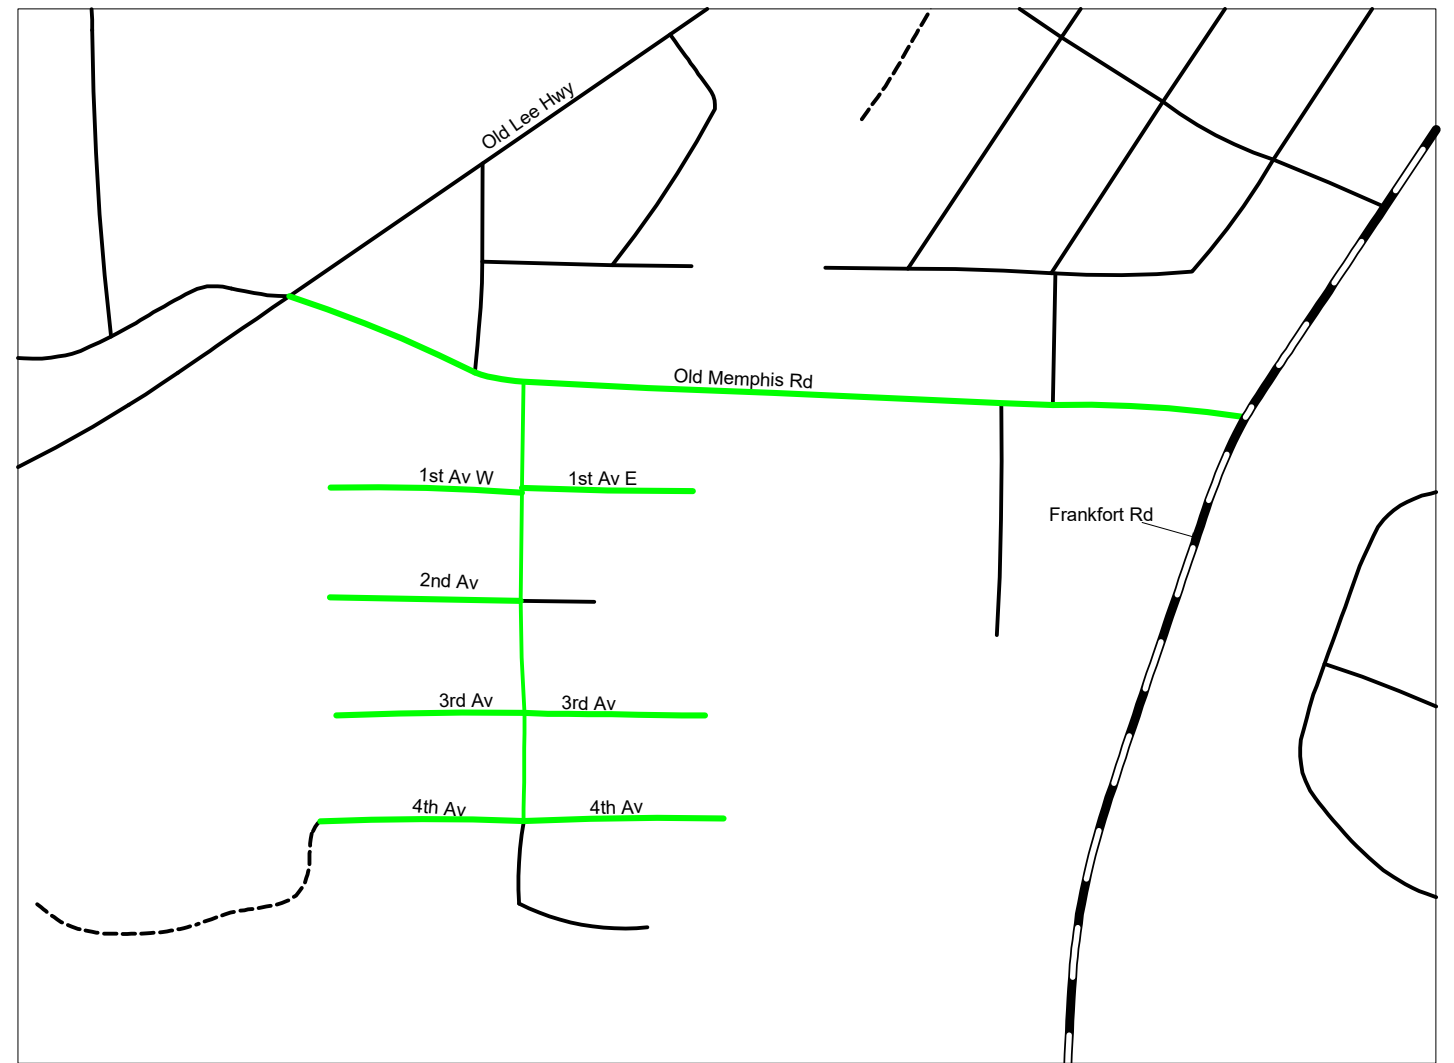 Old Lee Hwy
Old Memphis Rd
1st Av W
1st Av E
Frankfort Rd
2nd Av
3rd Av
3rd Av
4th Av
4th Av